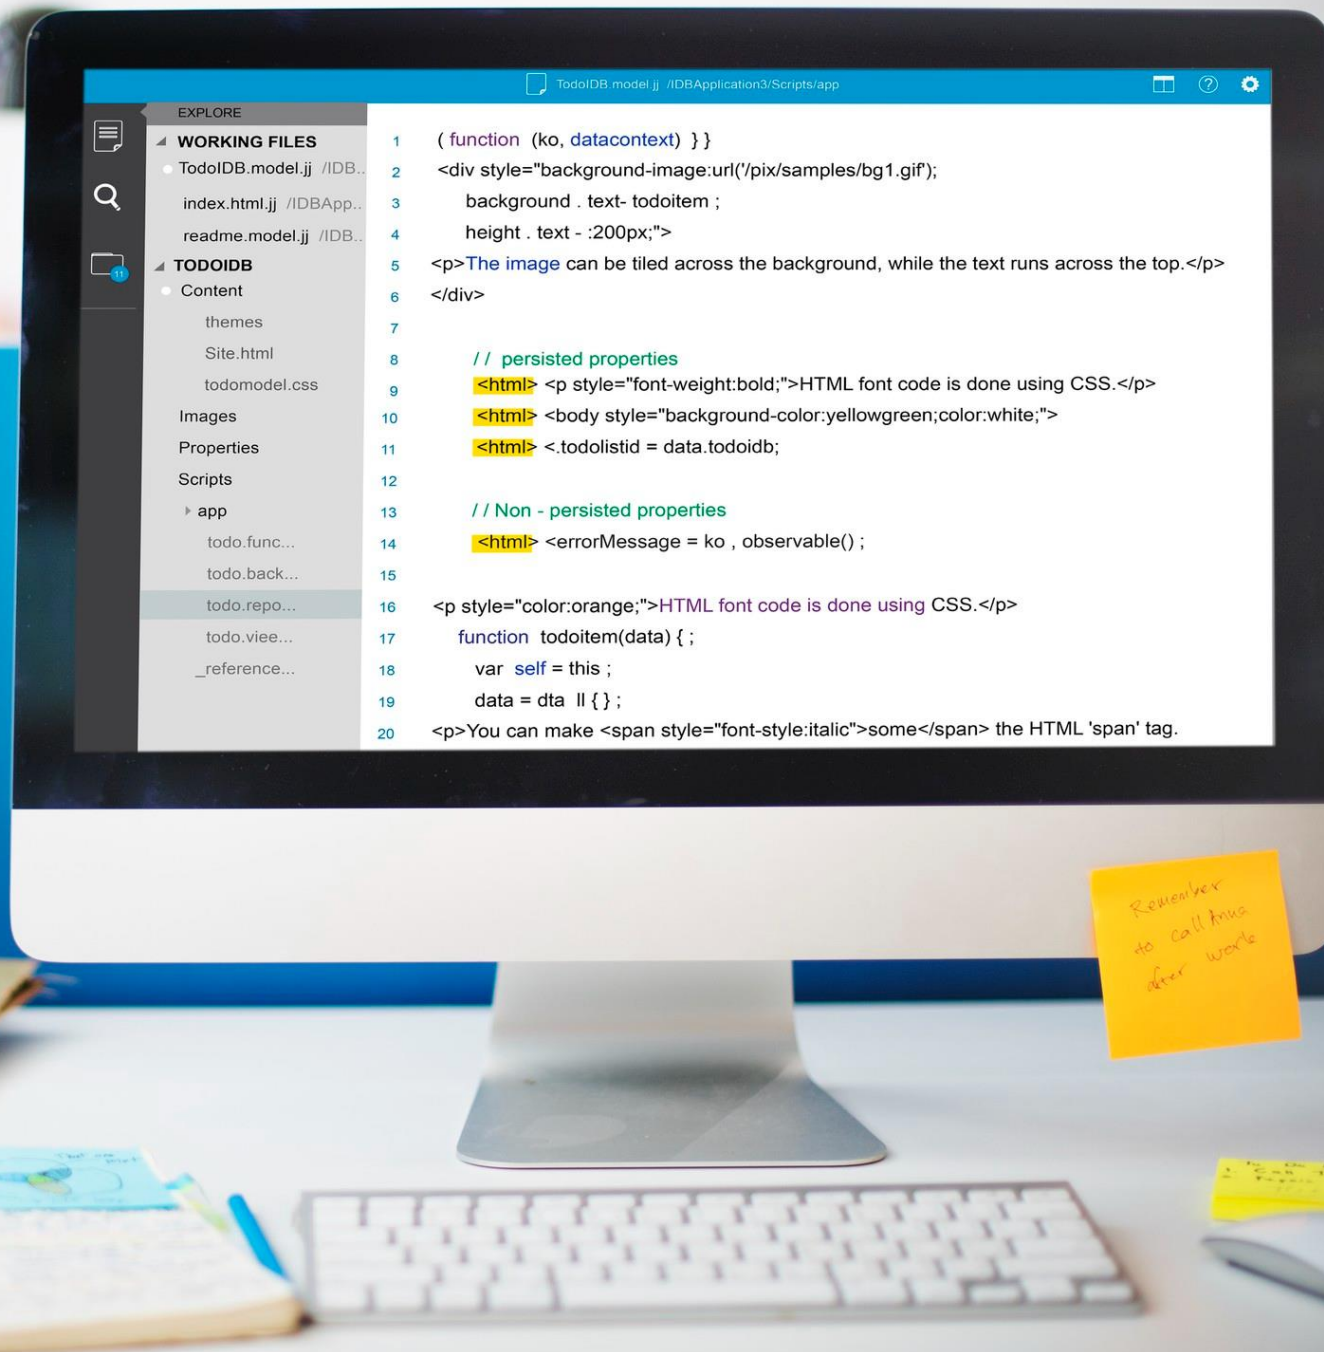 TodoIDB.model.jj /IDBApplication3/Scripts/app
EXPLORE
WORKING FILES
TodoIDB.model.jj /IDB..
index.html.jj /IDBApp..
readme.model.jj /IDB..
TODOIDB
Content
themes
Site.html
todomodel.css
Images
Properties
Scripts
app
todo.func...
todo.back...
todo.repo...
todo.viee...
_reference...
11
1 ( function (ko, datacontext) } }
2 <div style="background-image:url('/pix/samples/bg1.gif');
3 background . text- todoitem ;
4 height . text - :200px;">
5 <p>The image can be tiled across the background, while the text runs across the top.</p>
6 </div>
7
8 // persisted properties
9 <html> <p style="font-weight:bold;">HTML font code is done using CSS.</p>
10 <html> <body style="background-color:yellowgreen;color:white;">
11 <html> <.todolistid = data.todoidb;
12
13 // Non - persisted properties
14 <html> <errorMessage = ko , observable() ;
15
16 <p style="color:orange;">HTML font code is done using CSS.</p>
17 function todoitem(data) { ;
18 var self = this ;
19 data = dta ll { } ;
20 <p>You can make <span style="font-style:italic">some</span> the HTML 'span' tag.
Remember
to call Anna
after work